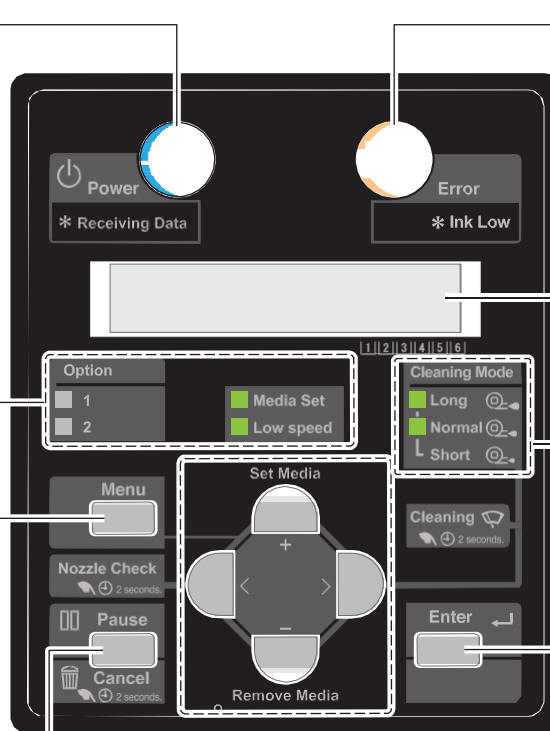 Power
Error
* Receiving Data
* Ink Low
1 2 3 4 5 6
Option
Cleaning Mode
1
Media Set
Long
2
Low speed
Normal
Short
Set Media
Menu
+
Cleaning
2 seconds.
Nozzle Check
2 seconds.
< >
Pause
Enter
−
Cancel
2 seconds.
Remove Media